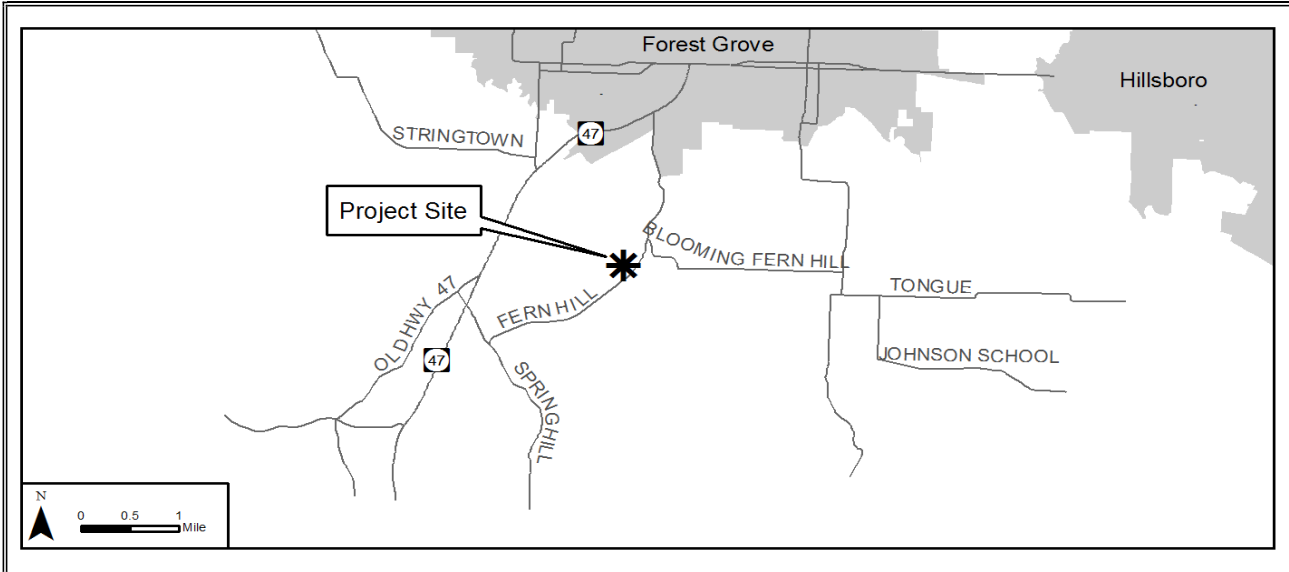 Forest Grove
Hillsboro
STRINGTOWN
47
Project Site
BLOOMING FERN HILL
OLD HWY 47
FERN HILL
TONGUE
47
JOHNSON SCHOOL
SPRINGHILL
N
0 0.5 1
Mile